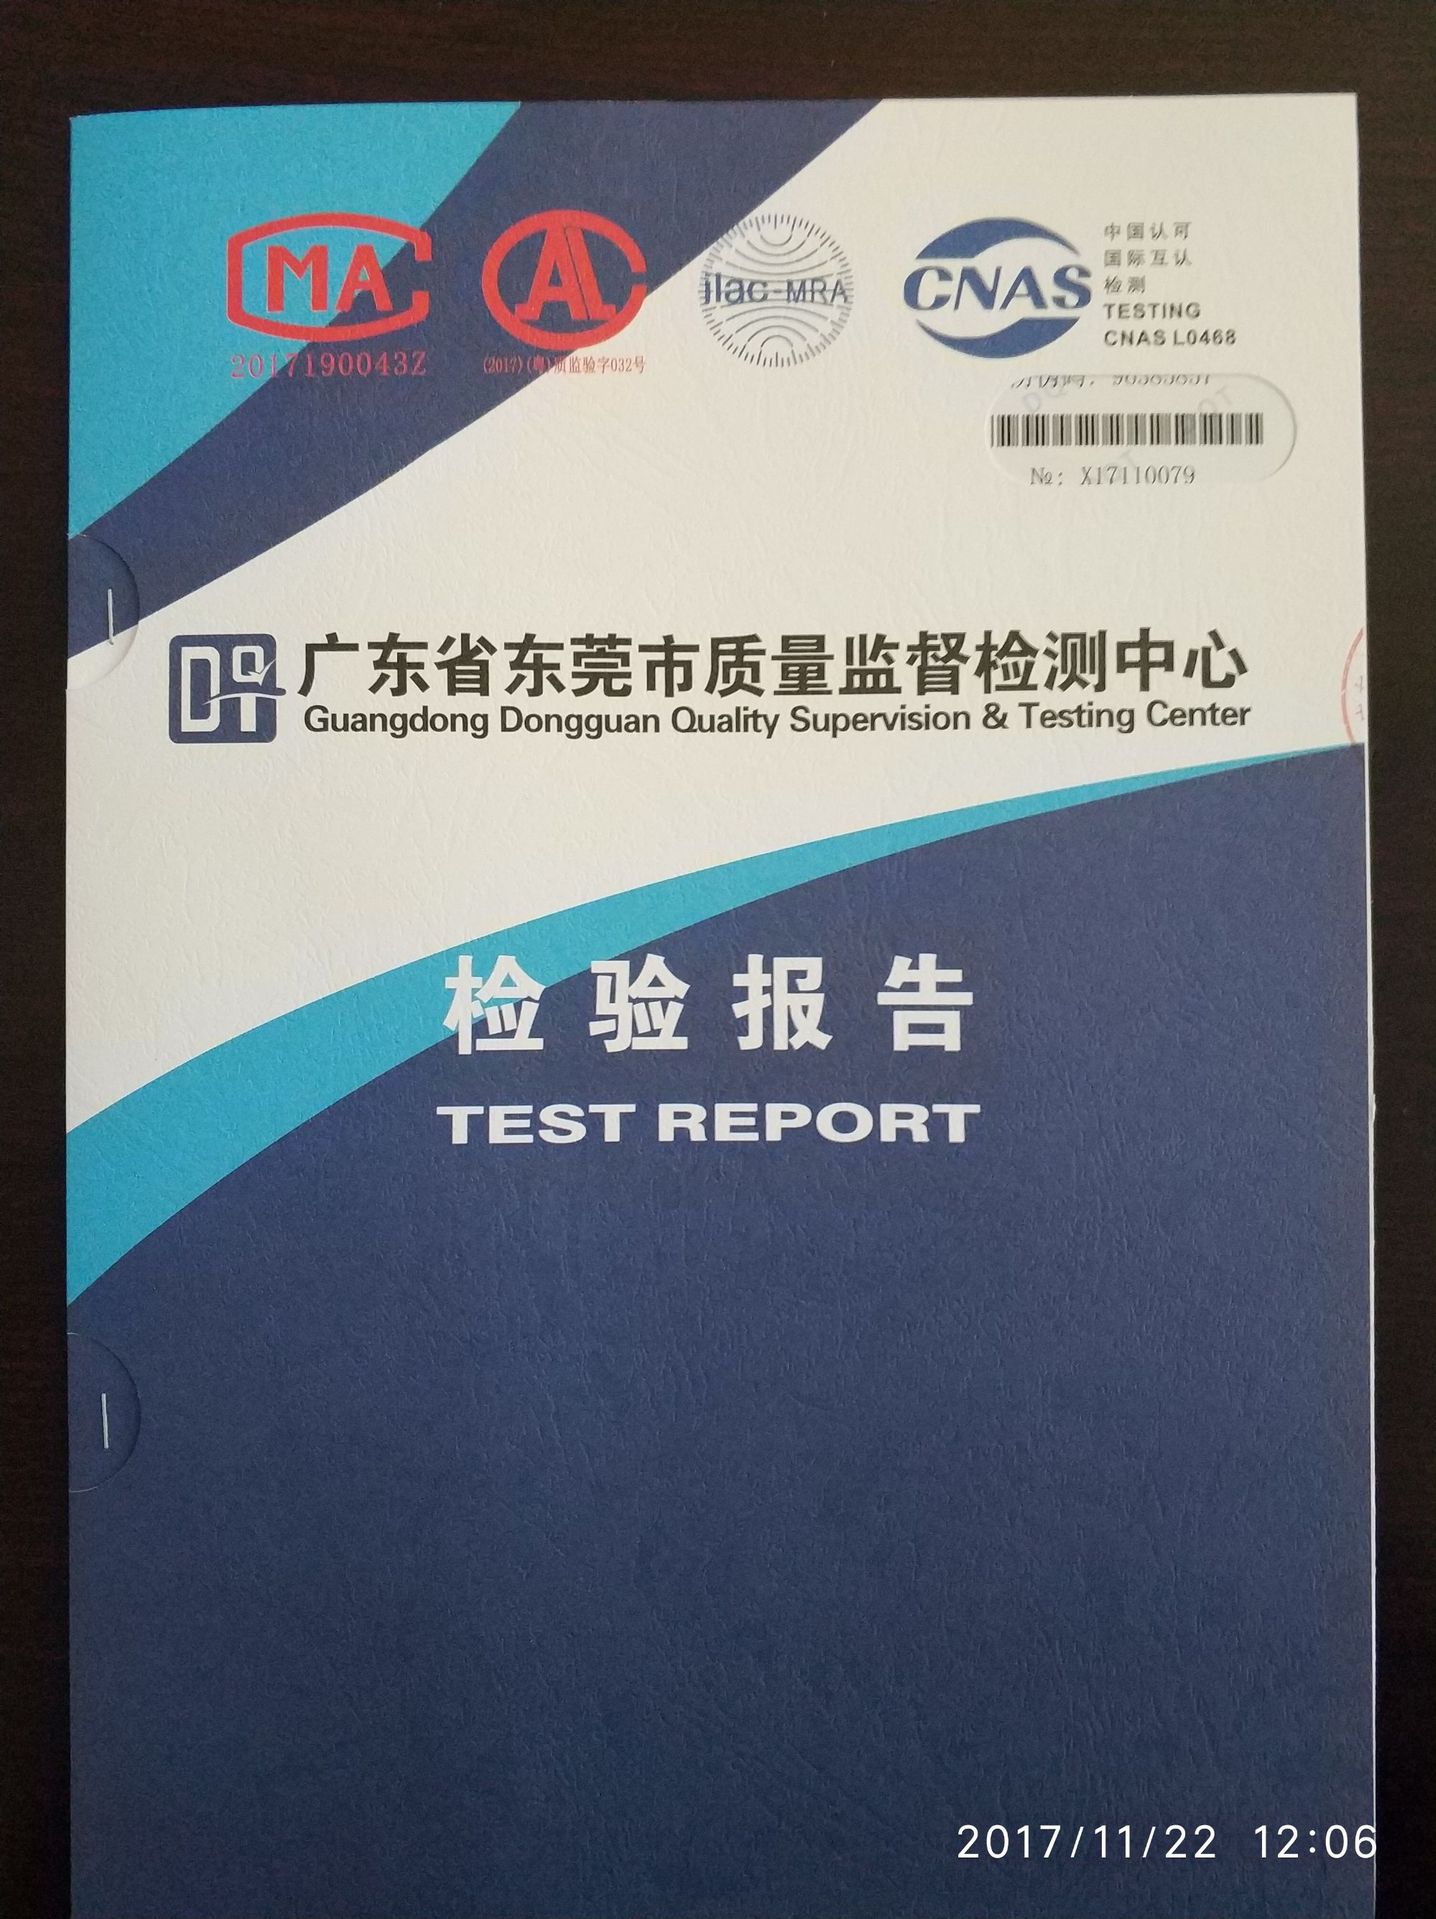 MA
2017190043Z
AL
(2017)(粤)质监验字032号
ilac-MRA
CNAS
中国认可
国际互认
检测
TESTING
CNAS L0468
№: X17110079
DQT
广东省东莞市质量监督检测中心
Guangdong Dongguan Quality Supervision & Testing Center
检验报告
TEST REPORT
2017/11/22 12:06